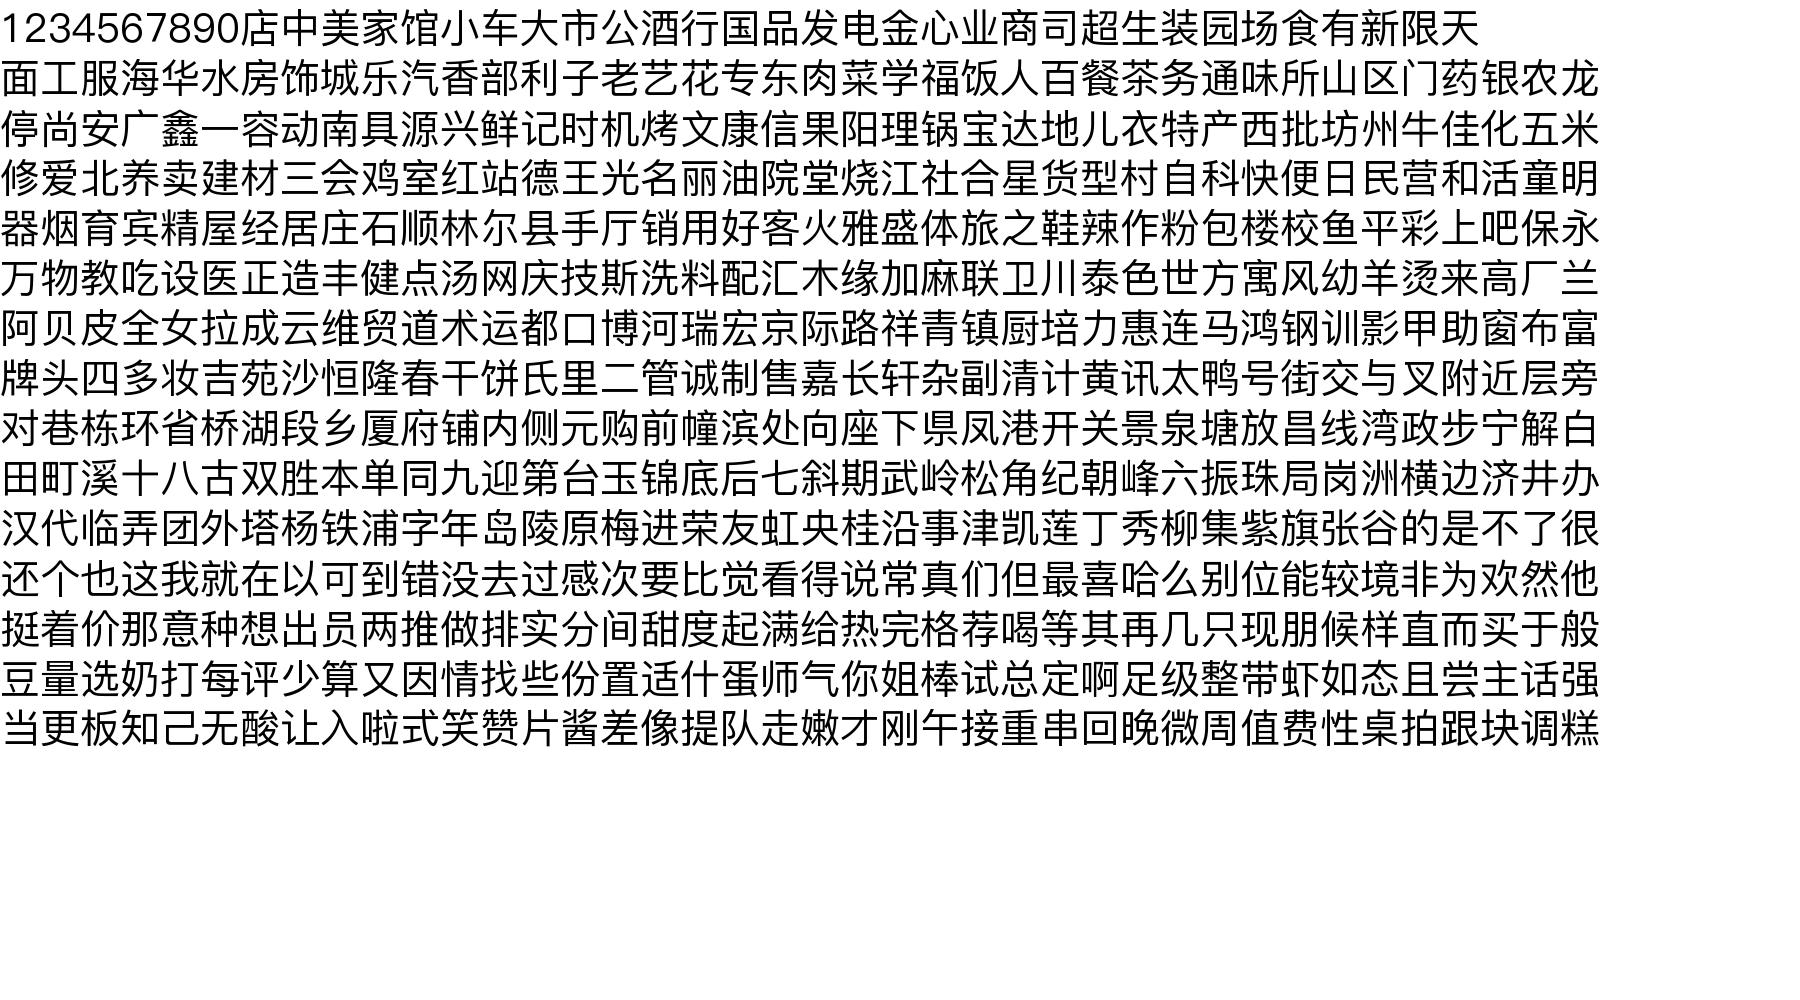 1234567890店中美家馆小车大市公酒行国品发电金心业商司超生装园场食有新限天
面工服海华水房饰城乐汽香部利子老艺花专东肉菜学福饭人百餐茶务通味所山区门药银农龙
停尚安广鑫一容动南具源兴鲜记时机烤文康信果阳理锅宝达地儿衣特产西批坊州牛佳化五米
修爱北养卖建材三会鸡室红站德王光名丽油院堂烧江社合星货型村自科快便日民营和活童明
器烟育宾精屋经居庄石顺林尔县手厅销用好客火雅盛体旅之鞋辣作粉包楼校鱼平彩上吧保永
万物教吃设医正造丰健点汤网庆技斯洗料配汇木缘加麻联卫川泰色世方寓风幼羊烫来高厂兰
阿贝皮全女拉成云维贸道术运都口博河瑞宏京际路祥青镇厨培力惠连马鸿钢训影甲助窗布富
牌头四多妆吉苑沙恒隆春干饼氏里二管诚制售嘉长轩杂副清计黄讯太鸭号街交与叉附近层旁
对巷栋环省桥湖段乡厦府铺内侧元购前幢滨处向座下県凤港开关景泉塘放昌线湾政步宁解白
田町溪十八古双胜本单同九迎第台玉锦底后七斜期武岭松角纪朝峰六振珠局岗洲横边济井办
汉代临弄团外塔杨铁浦字年岛陵原梅进荣友虹央桂沿事津凯莲丁秀柳集紫旗张谷的是不了很
还个也这我就在以可到错没去过感次要比觉看得说常真们但最喜哈么别位能较境非为欢然他
挺着价那意种想出员两推做排实分间甜度起满给热完格荐喝等其再几只现朋候样直而买于般
豆量选奶打每评少算又因情找些份置适什蛋师气你姐棒试总定啊足级整带虾如态且尝主话强
当更板知己无酸让入啦式笑赞片酱差像提队走嫩才刚午接重串回晚微周值费性桌拍跟块调糕